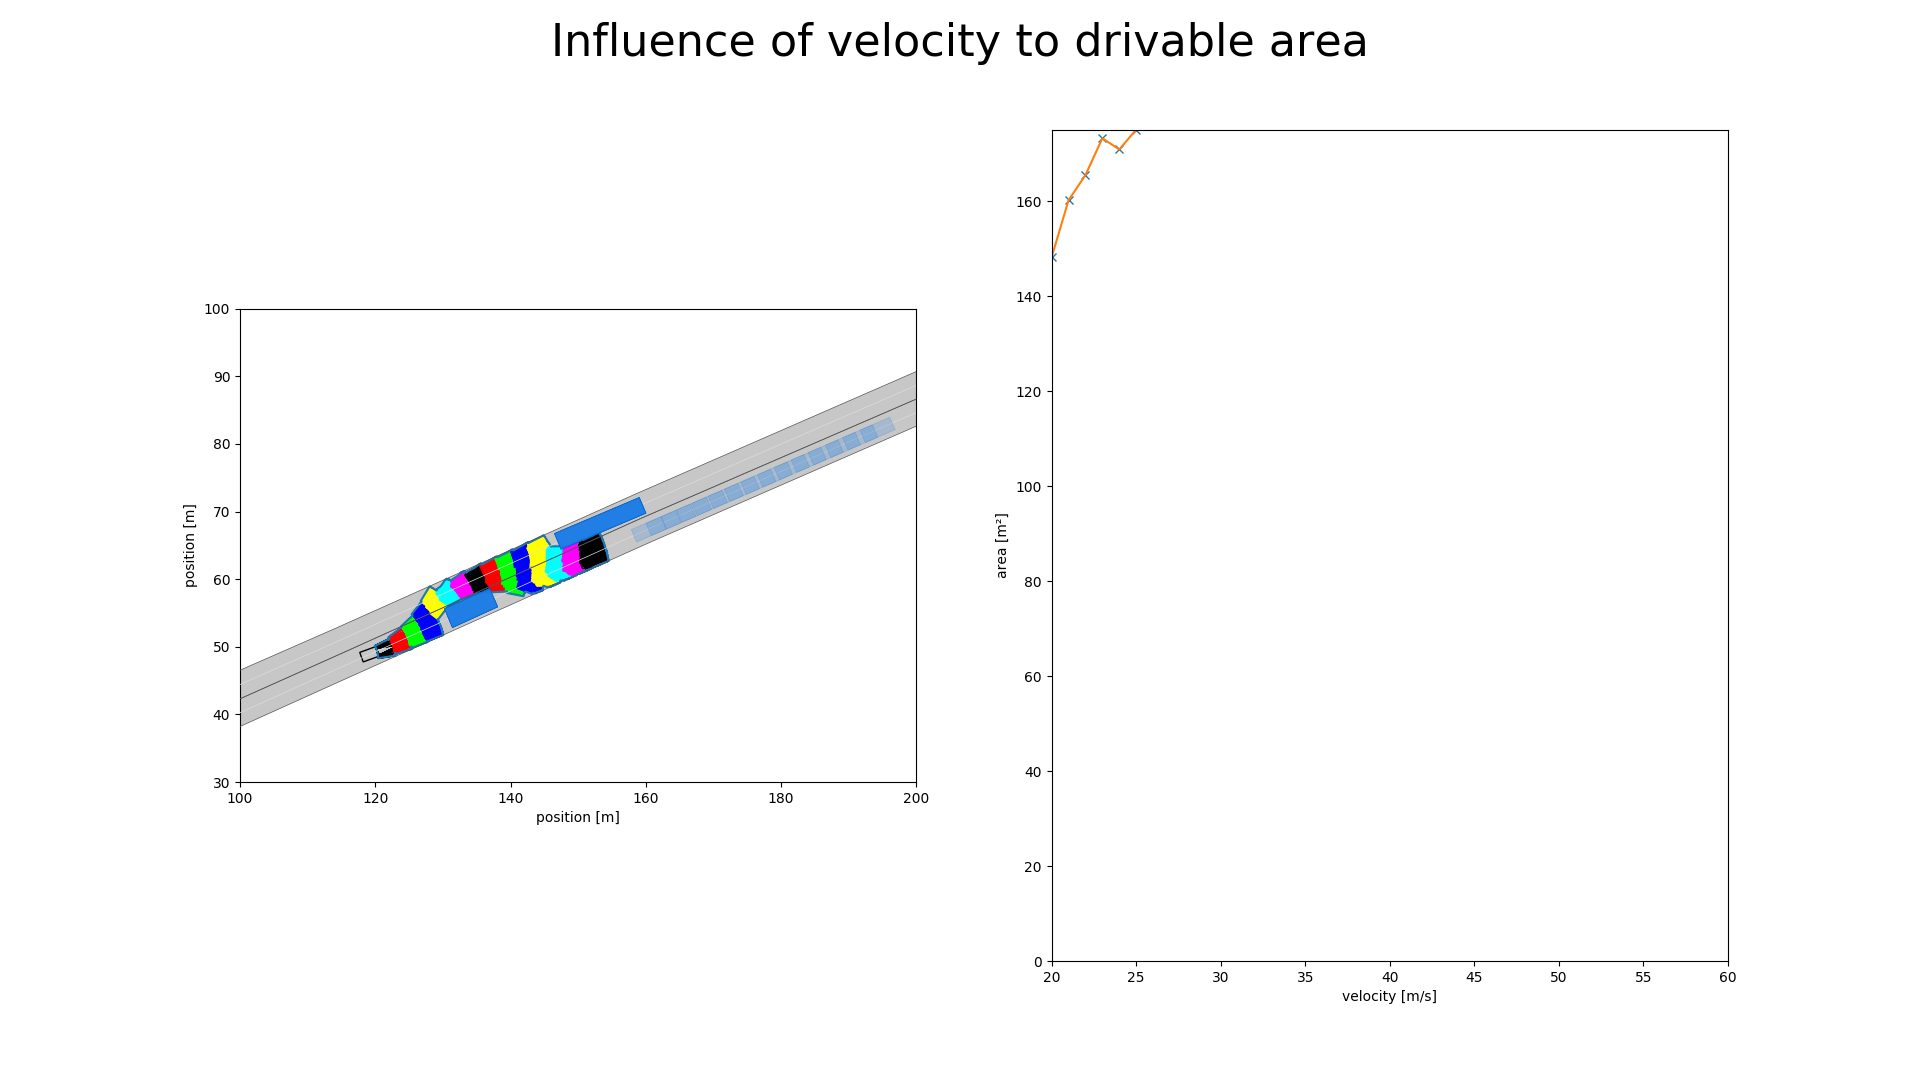 Influence of velocity to drivable area
100
90
80
70
60
50
40
30
position [m]
100 120 140 160 180 200
position [m]
160
140
120
100
80
60
40
20
0
area [m²]
20 25 30 35 40 45 50 55 60
velocity [m/s]